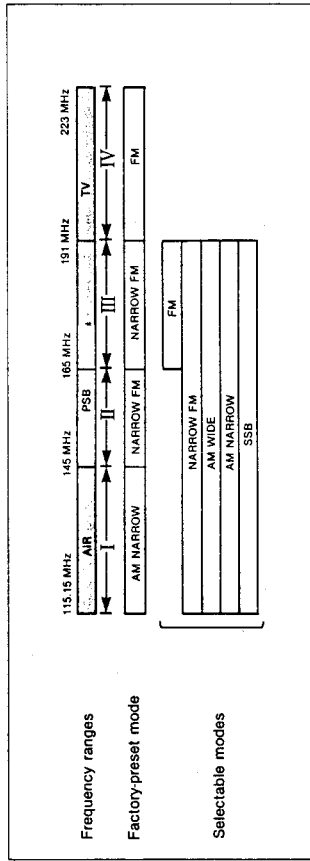 115.15 MHz 145 MHz 165 MHz 191 MHz 223 MHz
Frequency ranges AIR PSB * TV
I II III IV
Factory-preset mode AM NARROW NARROW FM NARROW FM FM
Selectable modes
FM
NARROW FM
AM WIDE
AM NARROW
SSB